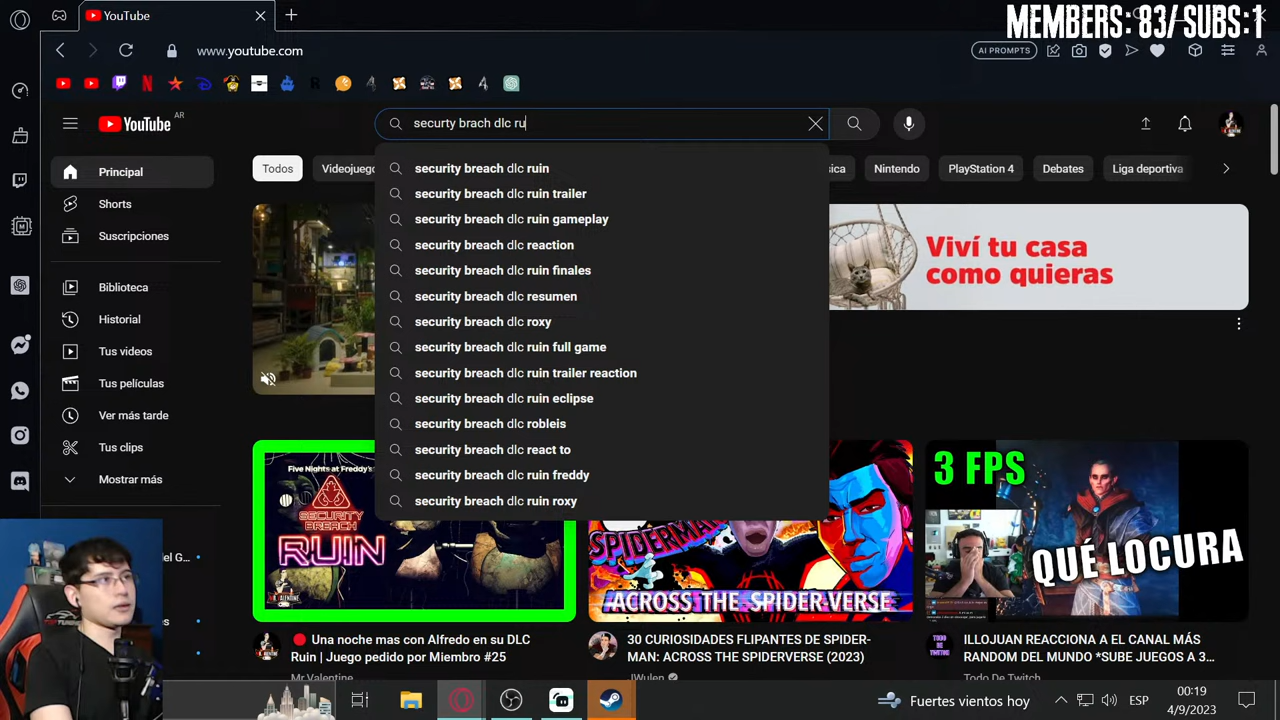 MEMBERS: 83/ SUBS:1
YouTube
www.youtube.com
AI PROMPTS
YouTube AR
securty brach dlc ru
Principal
Shorts
Suscripciones
Biblioteca
Historial
Tus videos
Tus películas
Ver más tarde
Tus clips
Mostrar más
Todos
Videojuego
Nintendo
PlayStation 4
Debates
Liga deportiva
security breach dlc ruin
security breach dlc ruin trailer
security breach dlc ruin gameplay
security breach dlc reaction
security breach dlc ruin finales
security breach dlc resumen
security breach dlc roxy
security breach dlc ruin full game
security breach dlc ruin trailer reaction
security breach dlc ruin eclipse
security breach dlc robleis
security breach dlc react to
security breach dlc ruin freddy
security breach dlc ruin roxy
Viví tu casa
como quieras
Five Nights at Freddy's
SECURITY
BREACH
RUIN
SPIDERMAN
ACROSS THE SPIDER-VERSE
3 FPS
QUÉ LOCURA
Una noche mas con Alfredo en su DLC
Ruin | Juego pedido por Miembro #25
Mr Valentine
30 CURIOSIDADES FLIPANTES DE SPIDER-
MAN: ACROSS THE SPIDERVERSE (2023)
IWulen
ILLOJUAN REACCIONA A EL CANAL MÁS
RANDOM DEL MUNDO *SUBE JUEGOS A 3...
Todo De Twitch
Fuertes vientos hoy
ESP
00:19
4/9/2023